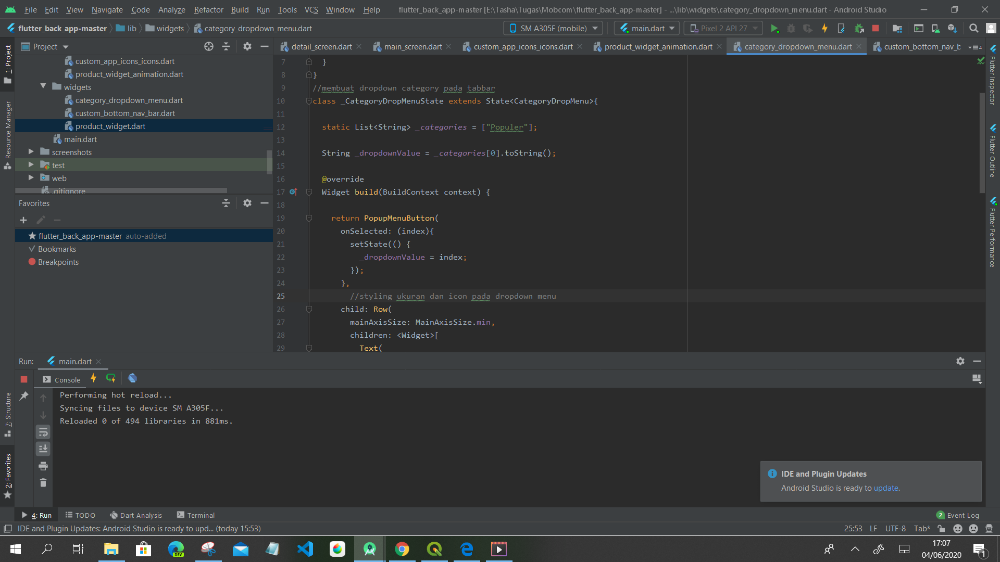 File Edit View Navigate Code Analyze Refactor Build Run Tools VCS Window Help flutter_back_app-master [E:\Tasha\Tugas\Mobcom\flutter_back_app-master] - ...\lib\widgets\category_dropdown_menu.dart - Android Studio
flutter_back_app-master lib widgets category_dropdown_menu.dart SM A305F (mobile) main.dart Pixel 2 API 27
Project
detail_screen.dart main_screen.dart custom_app_icons_icons.dart product_widget_animation.dart category_dropdown_menu.dart custom_bottom_nav_b 4
1: Project
Resource Manager
7: Structure
2: Favorites
custom_app_icons_icons.dart
product_widget_animation.dart
widgets
category_dropdown_menu.dart
custom_bottom_nav_bar.dart
product_widget.dart
main.dart
screenshots
test
web
.gitignore
Favorites
flutter_back_app-master auto-added
Bookmarks
Breakpoints
7 }
8 }
9 //membuat dropdown category pada tabbar
10 class _CategoryDropMenuState extends State<CategoryDropMenu>{
11
12 static List<String> _categories = ["Populer"];
13
14 String _dropdownValue = _categories[0].toString();
15
16 @override
17 Widget build(BuildContext context) {
18
19 return PopupMenuButton(
20 onSelected: (index){
21 setState(() {
22 _dropdownValue = index;
23 });
24 },
25 //styling ukuran dan icon pada dropdown menu
26 child: Row(
27 mainAxisSize: MainAxisSize.min,
28 children: <Widget>[
29 Text(
Flutter Inspector
Flutter Outline
Flutter Performance
Run: main.dart
Console
Performing hot reload...
Syncing files to device SM A305F...
Reloaded 0 of 494 libraries in 881ms.
IDE and Plugin Updates
Android Studio is ready to update.
4: Run TODO Dart Analysis Terminal 2 Event Log
IDE and Plugin Updates: Android Studio is ready to upd... (today 15:53) 25:53 LF UTF-8 Tab*
DEV
17:07
04/06/2020
1